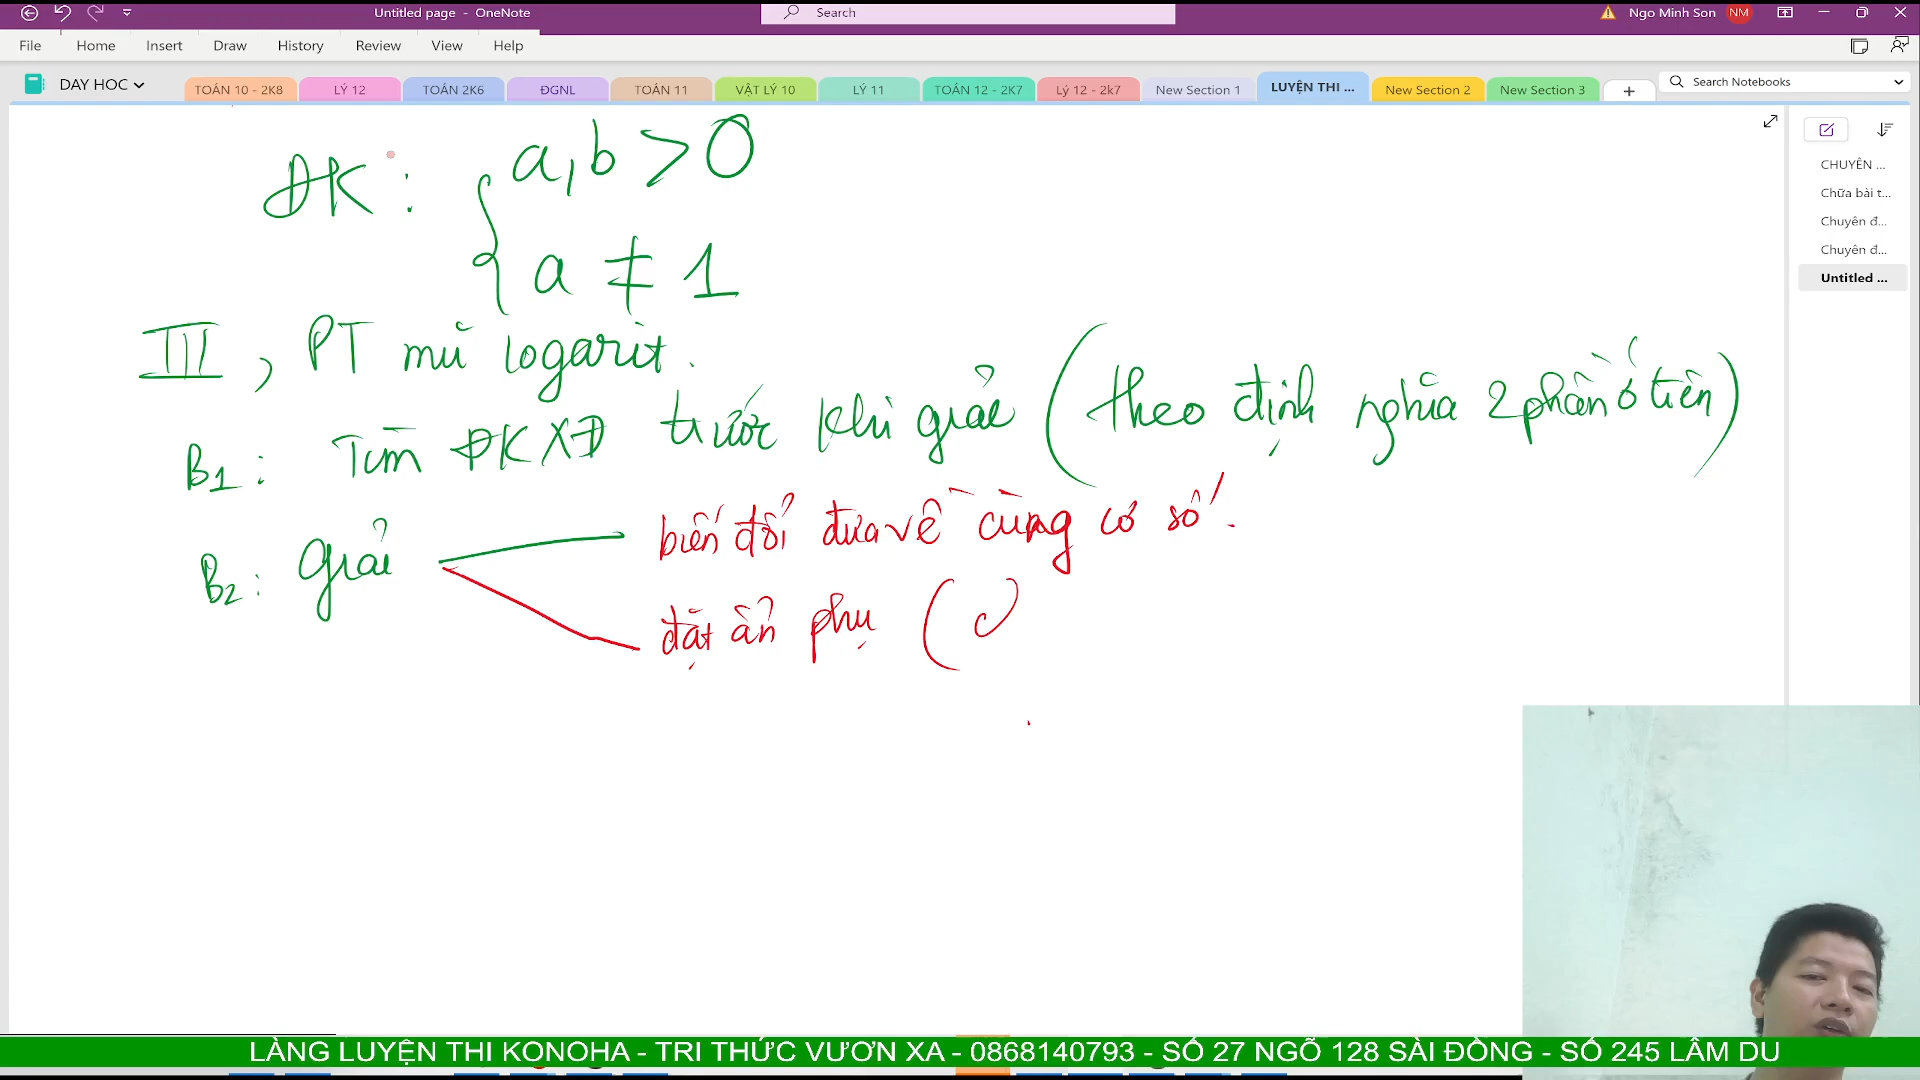 Untitled page - OneNote
Search
Ngo Minh Son NM
File Home Insert Draw History Review View Help
DAY HOC
TOÁN 10 - 2K8 LÝ 12 TOÁN 2K6 ĐGNL TOÁN 11 VẬT LÝ 10 LÝ 11 TOÁN 12 - 2K7 Lý 12 - 2k7 New Section 1 LUYỆN THI ... New Section 2 New Section 3 +
Search Notebooks
CHUYÊN ...
Chữa bài t...
Chuyên đ...
Chuyên đ...
Untitled ...
ĐK : { a, b > 0
a ≠ 1
III, PT mũ logarit.
B1 : Tìm ĐKXĐ trước khi giải (theo định nghĩa 2 phần ở tiên)
B2 : Giải
biến đổi đưa về cùng cơ số.
đặt ẩn phụ (
LÀNG LUYỆN THI KONOHA - TRI THỨC VƯƠN XA - 0868140793 - SỐ 27 NGÕ 128 SÀI ĐỒNG - SỐ 245 LÂM DU